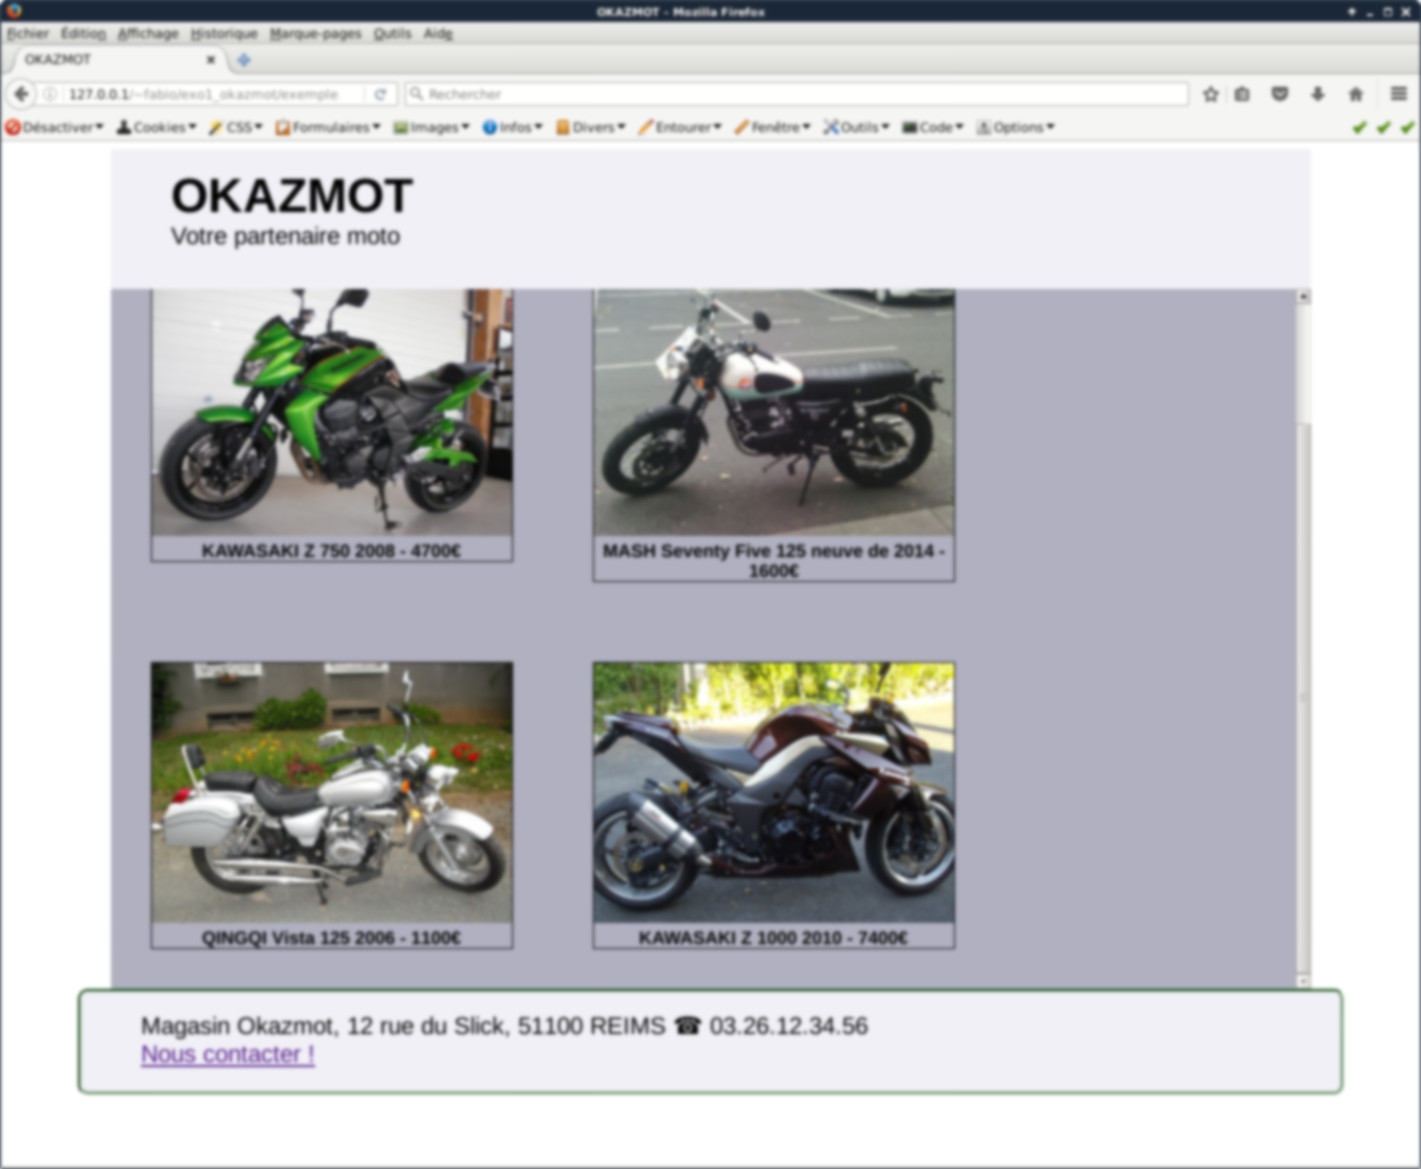 OKAZMOT - Mozilla Firefox
Fichier Édition Affichage Historique Marque-pages Outils Aide
OKAZMOT
127.0.0.1/~fabio/exo1_okazmot/exemple Rechercher
Désactiver Cookies CSS Formulaires Images Infos Divers Entourer Fenêtre Outils Code Options
OKAZMOT
Votre partenaire moto
KAWASAKI Z 750 2008 - 4700€
MASH Seventy Five 125 neuve de 2014 -
1600€
QINGQI Vista 125 2006 - 1100€
KAWASAKI Z 1000 2010 - 7400€
Magasin Okazmot, 12 rue du Slick, 51100 REIMS ☎ 03.26.12.34.56
Nous contacter !